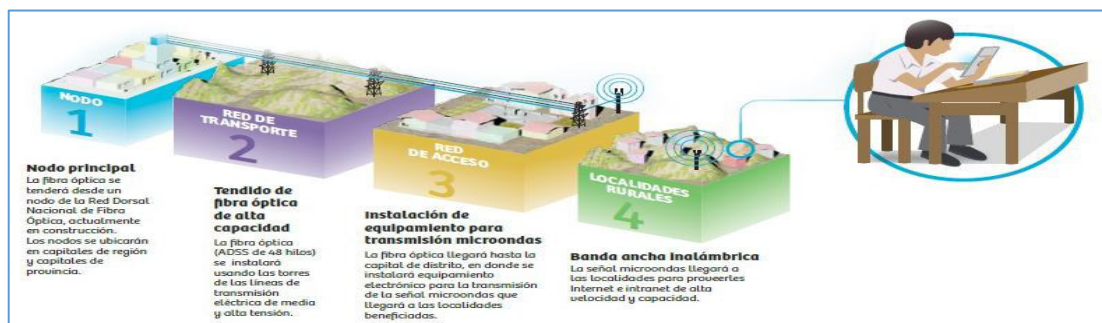 NODO
1
RED DE
TRANSPORTE
2
RED
DE ACCESO
3
LOCALIDADES
RURALES
4
Nodo principal
La fibra óptica se
tenderá desde un
nodo de la Red Dorsal
Nacional de Fibra
Óptica, actualmente
en construcción.
Los nodos se ubicarán
en capitales de región
y capitales de
provincia.
Tendido de
fibra óptica
de alta
capacidad
La fibra óptica
(ADSS de 48 hilos)
se instalará
usando las torres
de las líneas de
transmisión
eléctrica de media
y alta tensión.
Instalación de
equipamiento para
transmisión microondas
La fibra óptica llegará hasta la
capital de distrito, en donde se
instalará equipamiento
electrónico para la transmisión
de la señal microondas que
llegará a las localidades
beneficiadas.
Banda ancha inalámbrica
La señal microondas llegará a
las localidades para proveerles
Internet e intranet de alta
velocidad y capacidad.